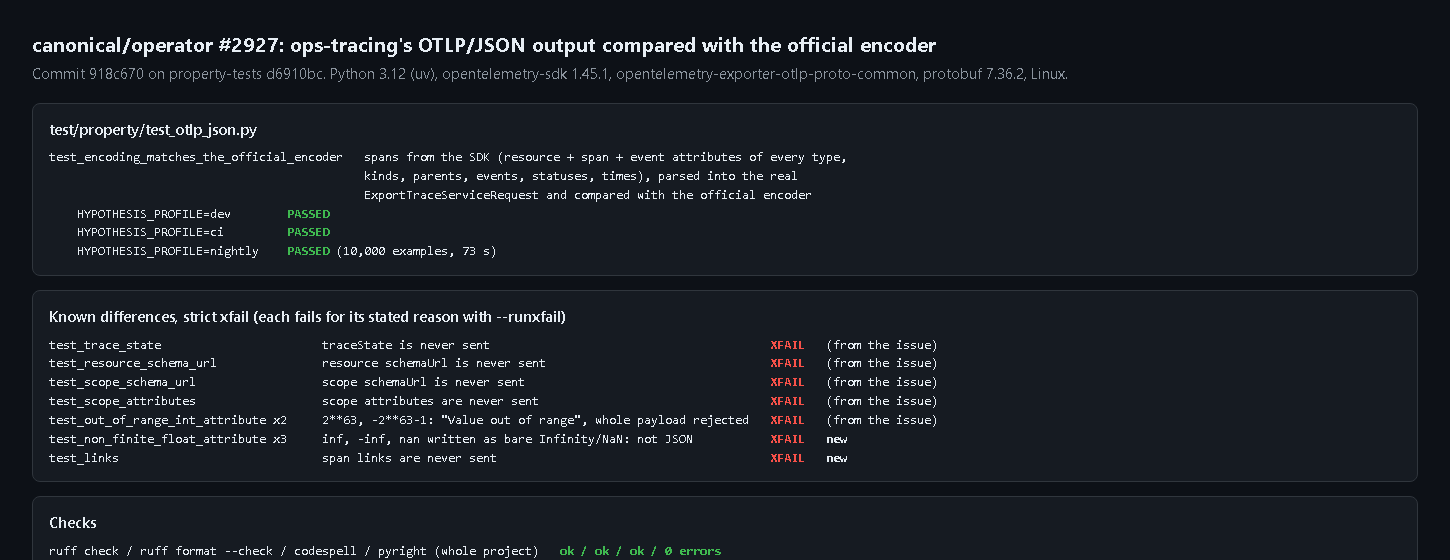 canonical/operator #2927: ops-tracing's OTLP/JSON output compared with the official encoder
Commit 918c670 on property-tests d6910bc. Python 3.12 (uv), opentelemetry-sdk 1.45.1, opentelemetry-exporter-otlp-proto-common, protobuf 7.36.2, Linux.
test/property/test_otlp_json.py
test_encoding_matches_the_official_encoder spans from the SDK (resource + span + event attributes of every type,
kinds, parents, events, statuses, times), parsed into the real
ExportTraceServiceRequest and compared with the official encoder
HYPOTHESIS_PROFILE=dev PASSED
HYPOTHESIS_PROFILE=ci PASSED
HYPOTHESIS_PROFILE=nightly PASSED (10,000 examples, 73 s)
Known differences, strict xfail (each fails for its stated reason with --runxfail)
test_trace_state traceState is never sent XFAIL (from the issue)
test_resource_schema_url resource schemaUrl is never sent XFAIL (from the issue)
test_scope_schema_url scope schemaUrl is never sent XFAIL (from the issue)
test_scope_attributes scope attributes are never sent XFAIL (from the issue)
test_out_of_range_int_attribute x2 2**63, -2**63-1: "Value out of range", whole payload rejected XFAIL (from the issue)
test_non_finite_float_attribute x3 inf, -inf, nan written as bare Infinity/NaN: not JSON XFAIL new
test_links span links are never sent XFAIL new
Checks
ruff check / ruff format --check / codespell / pyright (whole project) ok / ok / ok / 0 errors